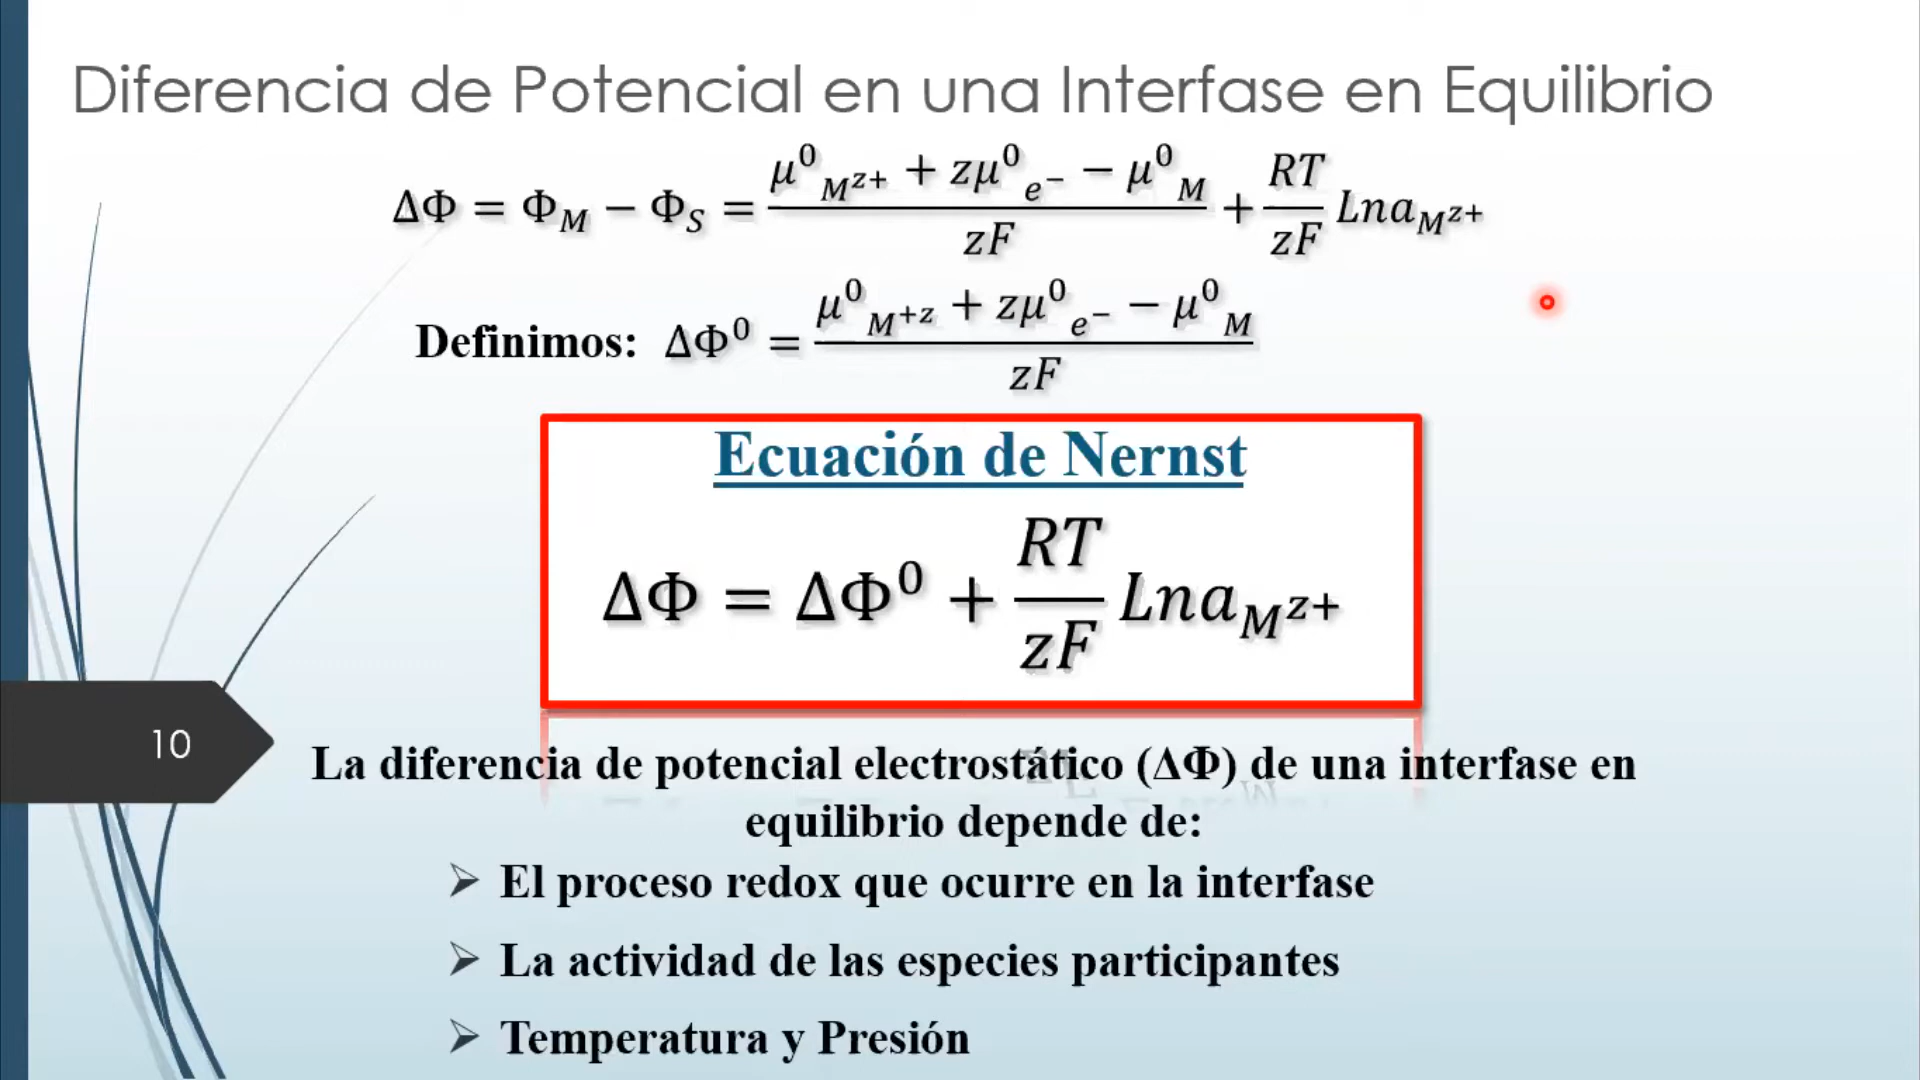 Diferencia de Potencial en una Interfase en Equilibrio
ΔΦ = Φ_M − Φ_S = (μ⁰_{M^{z+}} + zμ⁰_{e−} − μ⁰_M)/(zF) + (RT/zF) Lna_{M^{z+}}
Definimos: ΔΦ⁰ = (μ⁰_{M^{+z}} + zμ⁰_{e−} − μ⁰_M)/(zF)
Ecuación de Nernst
ΔΦ = ΔΦ⁰ + (RT/zF) Lna_{M^{z+}}
10
La diferencia de potencial electrostático (ΔΦ) de una interfase en
equilibrio depende de:
➢ El proceso redox que ocurre en la interfase
➢ La actividad de las especies participantes
➢ Temperatura y Presión